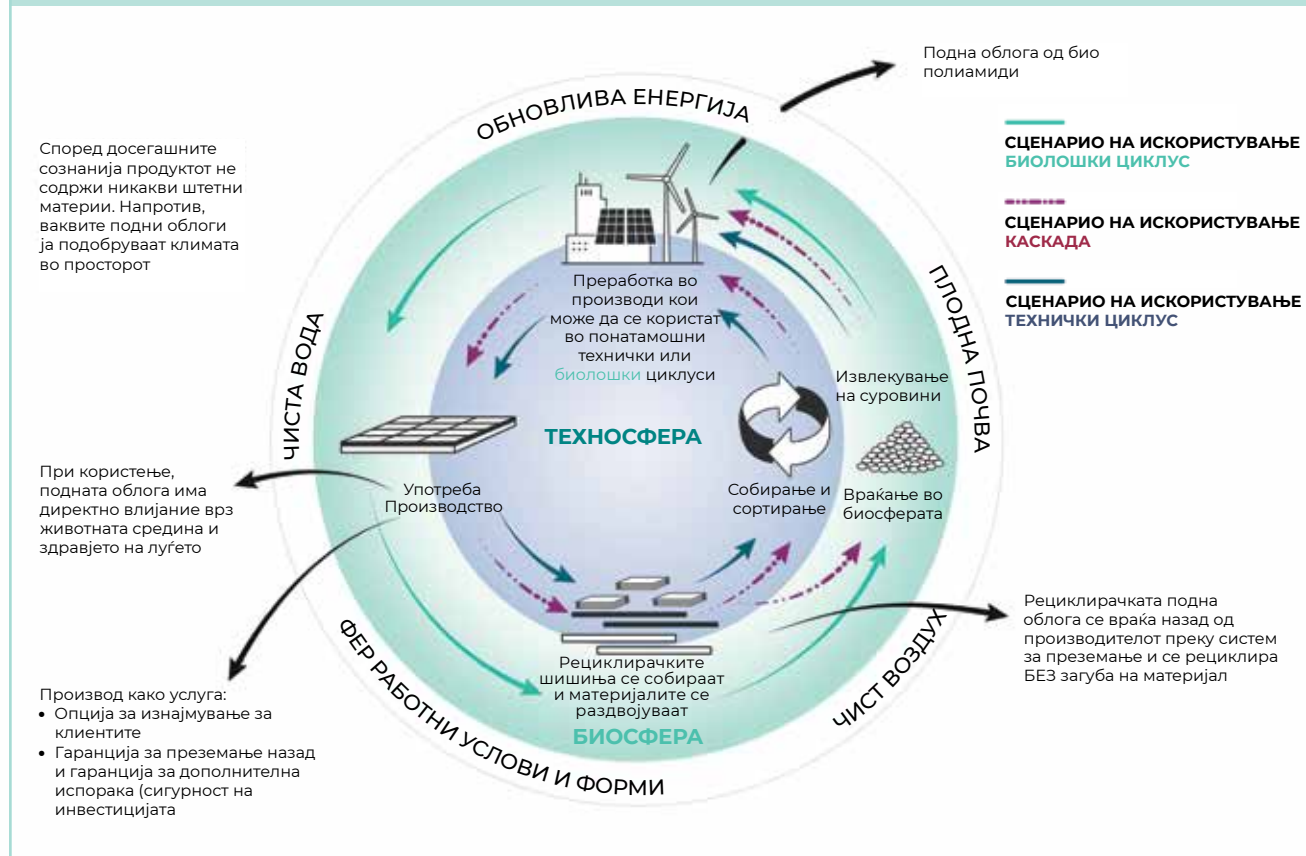 Подна облога од био
полиамиди
ОБНОВЛИВА ЕНЕРГИЈА
СЦЕНАРИО НА ИСКОРИСТУВАЊЕ
БИОЛОШКИ ЦИКЛУС
СЦЕНАРИО НА ИСКОРИСТУВАЊЕ
КАСКАДА
СЦЕНАРИО НА ИСКОРИСТУВАЊЕ
ТЕХНИЧКИ ЦИКЛУС
Според досегашните
сознанија продуктот не
содржи никакви штетни
материи. Напротив,
ваквите подни облоги
ја подобруваат климата
во просторот
Преработка во
производи кои
може да се користат
во понатамошни
технички или
биолошки циклуси
ПЛОДНА ПОЧВА
ЧИСТА ВОДА
Извлекување
на суровини
ТЕХНОСФЕРА
При користење,
подната облога има
директно влијание врз
животната средина и
здравјето на луѓето
Употреба
Производство
Собирање и
сортирање
Враќање во
биосферата
Рециклирачката подна
облога се враќа назад од
производителот преку систем
за преземање и се рециклира
БЕЗ загуба на материјал
Рециклирачките
шишиња се собираат
и материјалите се
раздвојуваат
БИОСФЕРА
ЧИСТ ВОЗДУХ
ФЕР РАБОТНИ УСЛОВИ И ФОРМИ
Производ како услуга:
• Опција за изнајмување за
клиентите
• Гаранција за преземање назад
и гаранција за дополнителна
испорака (сигурност на
инвестицијата